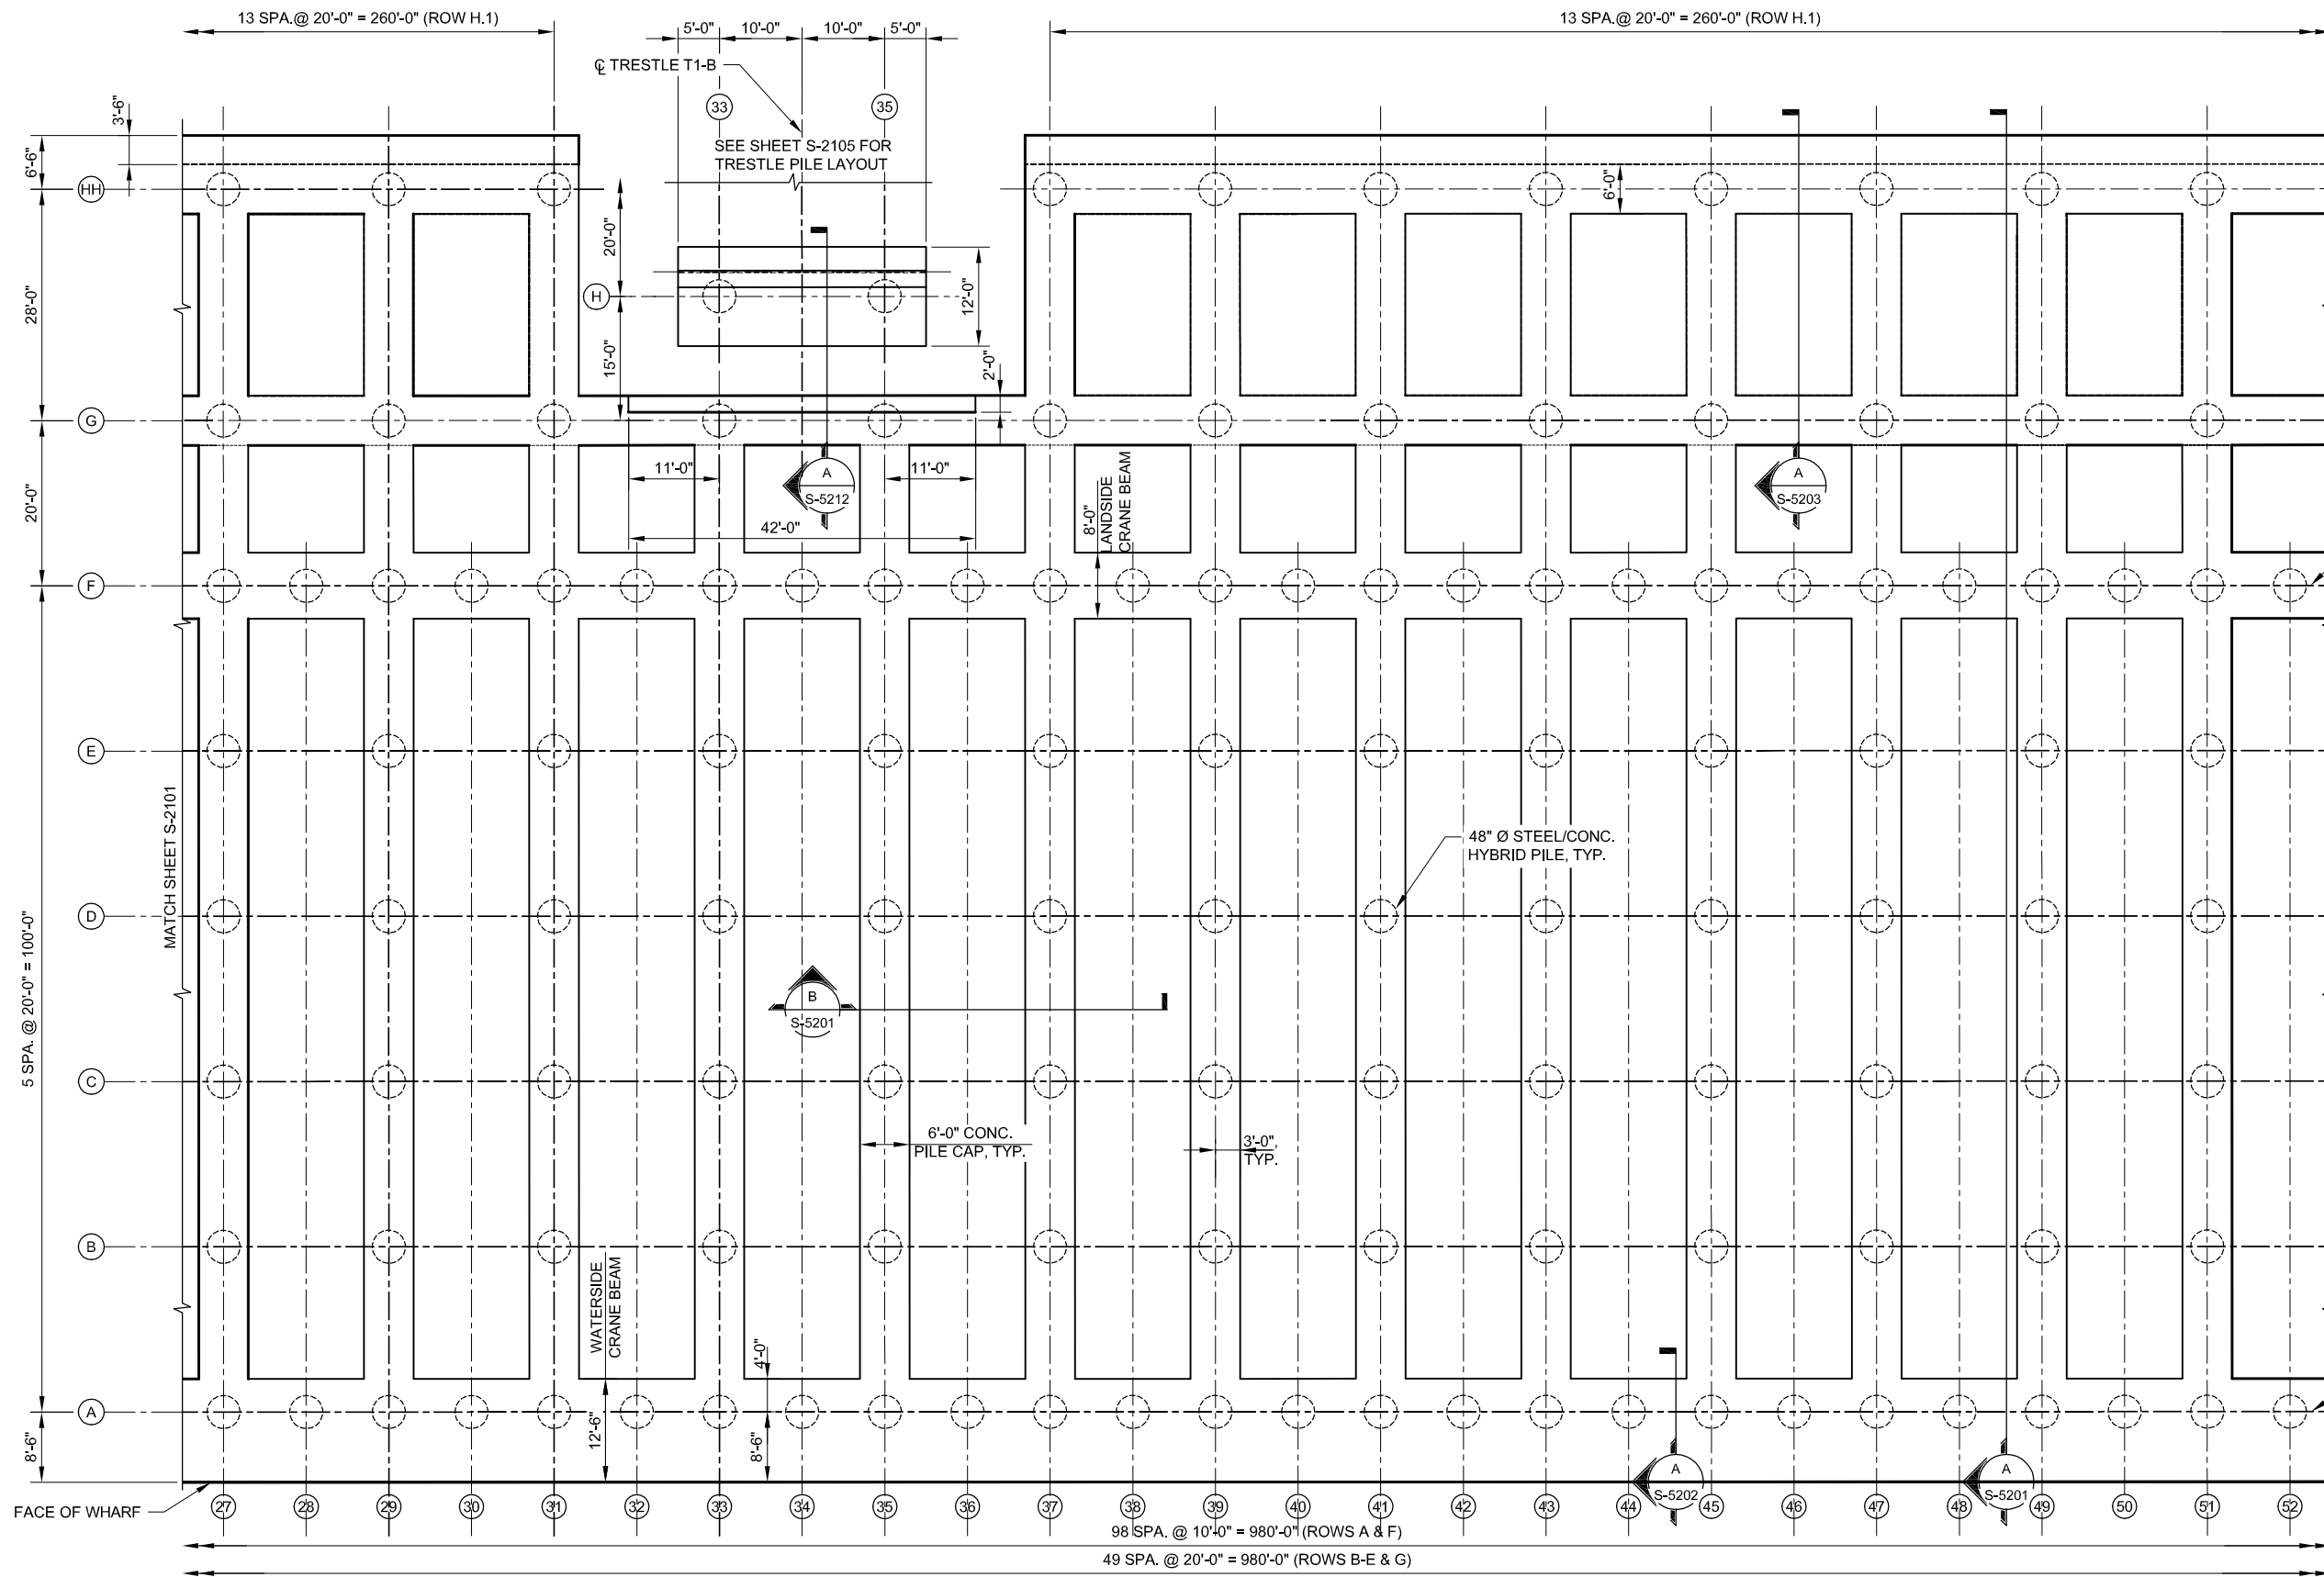 13 SPA.@ 20'-0" = 260'-0" (ROW H.1)
13 SPA.@ 20'-0" = 260'-0" (ROW H.1)
5'-0"
10'-0"
10'-0"
5'-0"
℄ TRESTLE T1-B
33
35
3'-6"
6'-6"
SEE SHEET S-2105 FOR
TRESTLE PILE LAYOUT
HH
6'-0"
20'-0"
28'-0"
H
12'-0"
15'-0"
2'-0"
G
11'-0"
11'-0"
A
S-5212
A
S-5203
20'-0"
42'-0"
8'-0"
LANDSIDE
CRANE BEAM
F
E
MATCH SHEET S-2101
48" Ø STEEL/CONC.
HYBRID PILE, TYP.
D
5 SPA. @ 20'-0" = 100'-0"
B
S-5201
C
6'-0" CONC.
PILE CAP, TYP.
3'-0",
TYP.
B
WATERSIDE
CRANE BEAM
4'-0"
A
12'-6"
8'-6"
8'-6"
A
S-5202
A
S-5201
FACE OF WHARF
27
28
29
30
31
32
33
34
35
36
37
38
39
40
41
42
43
44
45
46
47
48
49
50
51
52
98 SPA. @ 10'-0" = 980'-0" (ROWS A & F)
49 SPA. @ 20'-0" = 980'-0" (ROWS B-E & G)